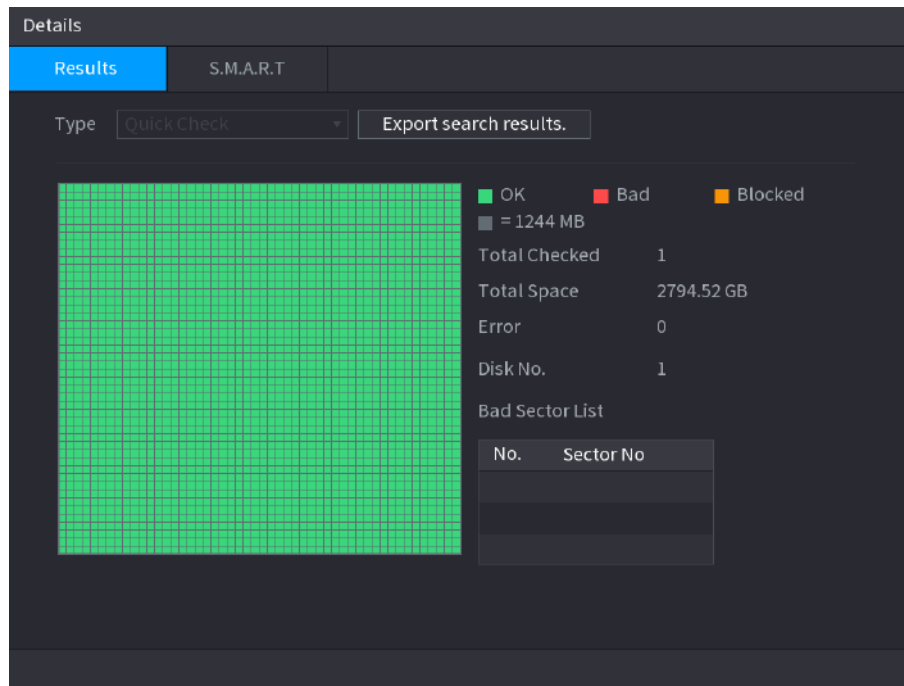 Details
Results S.M.A.R.T
Type Quick Check Export search results.
OK Bad Blocked
= 1244 MB
Total Checked 1
Total Space 2794.52 GB
Error 0
Disk No. 1
Bad Sector List
No. Sector No